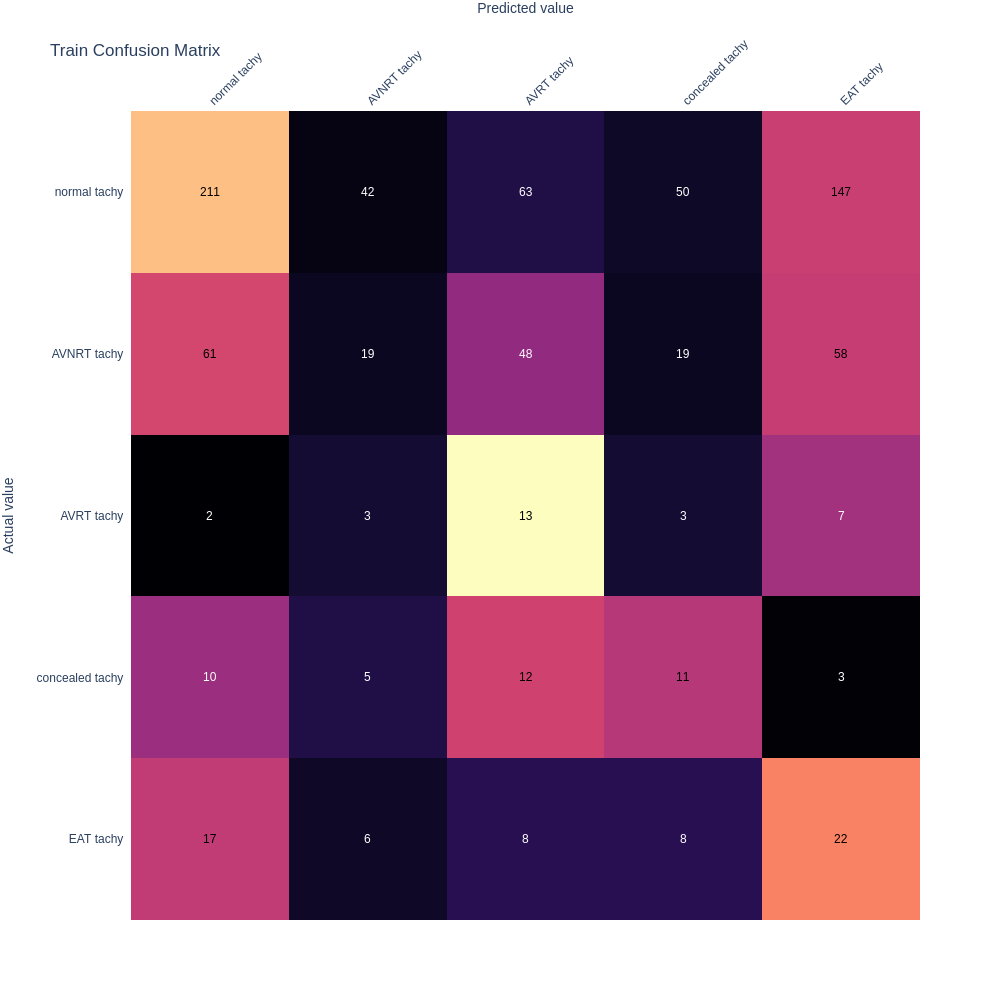 Predicted value
Train Confusion Matrix
normal tachy AVNRT tachy AVRT tachy concealed tachy EAT tachy
normal tachy 211 42 63 50 147
AVNRT tachy 61 19 48 19 58
AVRT tachy 2 3 13 3 7
concealed tachy 10 5 12 11 3
EAT tachy 17 6 8 8 22
Actual value